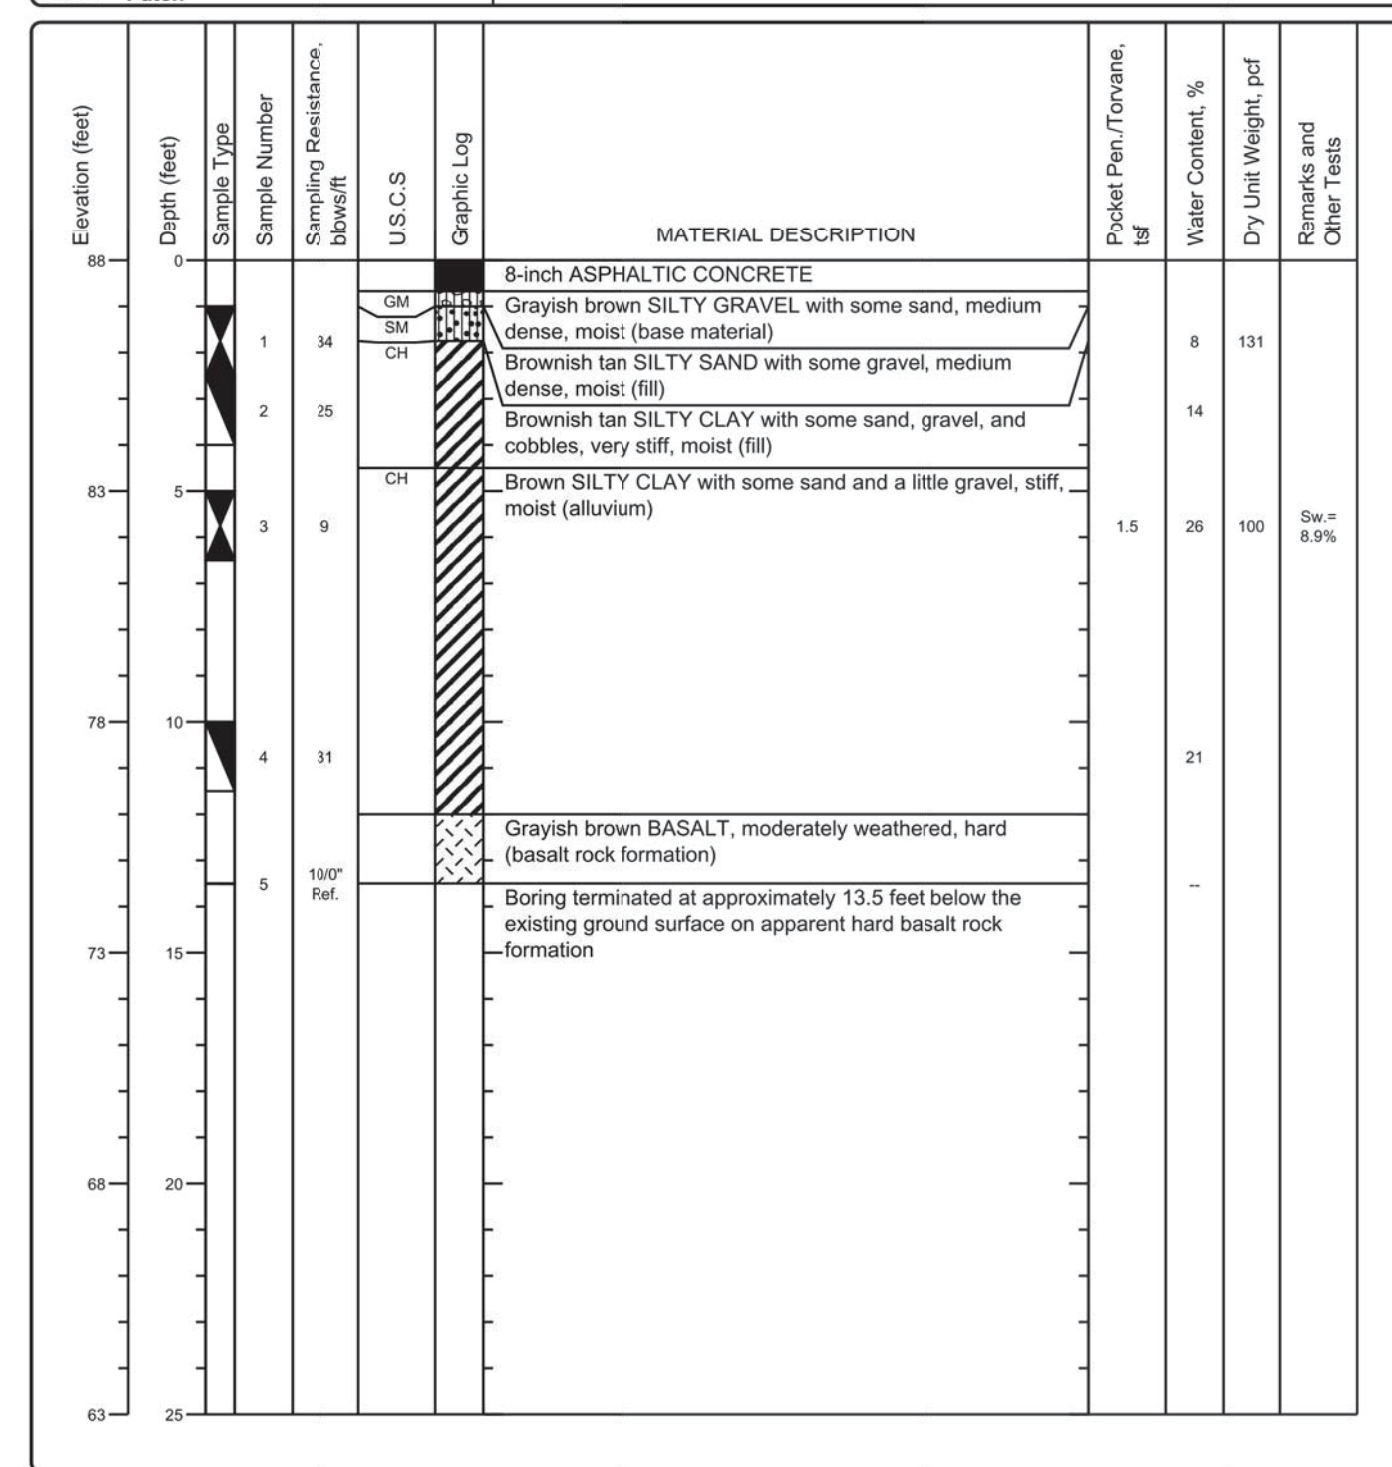 Elevation (feet)
Depth (feet)
Sample Type
Sample Number
Sampling Resistance,
blows/ft
U.S.C.S
Graphic Log
MATERIAL DESCRIPTION
Pocket Pen./Torvane,
tsf
Water Content, %
Dry Unit Weight, pcf
Remarks and
Other Tests
88 0
8-inch ASPHALTIC CONCRETE
GM
Grayish brown SILTY GRAVEL with some sand, medium
dense, moist (base material)
SM
1 34 8 131
CH
Brownish tan SILTY SAND with some gravel, medium
dense, moist (fill)
2 25 14
Brownish tan SILTY CLAY with some sand, gravel, and
cobbles, very stiff, moist (fill)
83 5
CH
Brown SILTY CLAY with some sand and a little gravel, stiff,
moist (alluvium)
3 9 1.5 26 100
Sw.=
8.9%
78 10
4 31 21
Grayish brown BASALT, moderately weathered, hard
(basalt rock formation)
5
10/0"
Ref.
--
Boring terminated at approximately 13.5 feet below the
existing ground surface on apparent hard basalt rock
formation
73 15
68 20
63 25